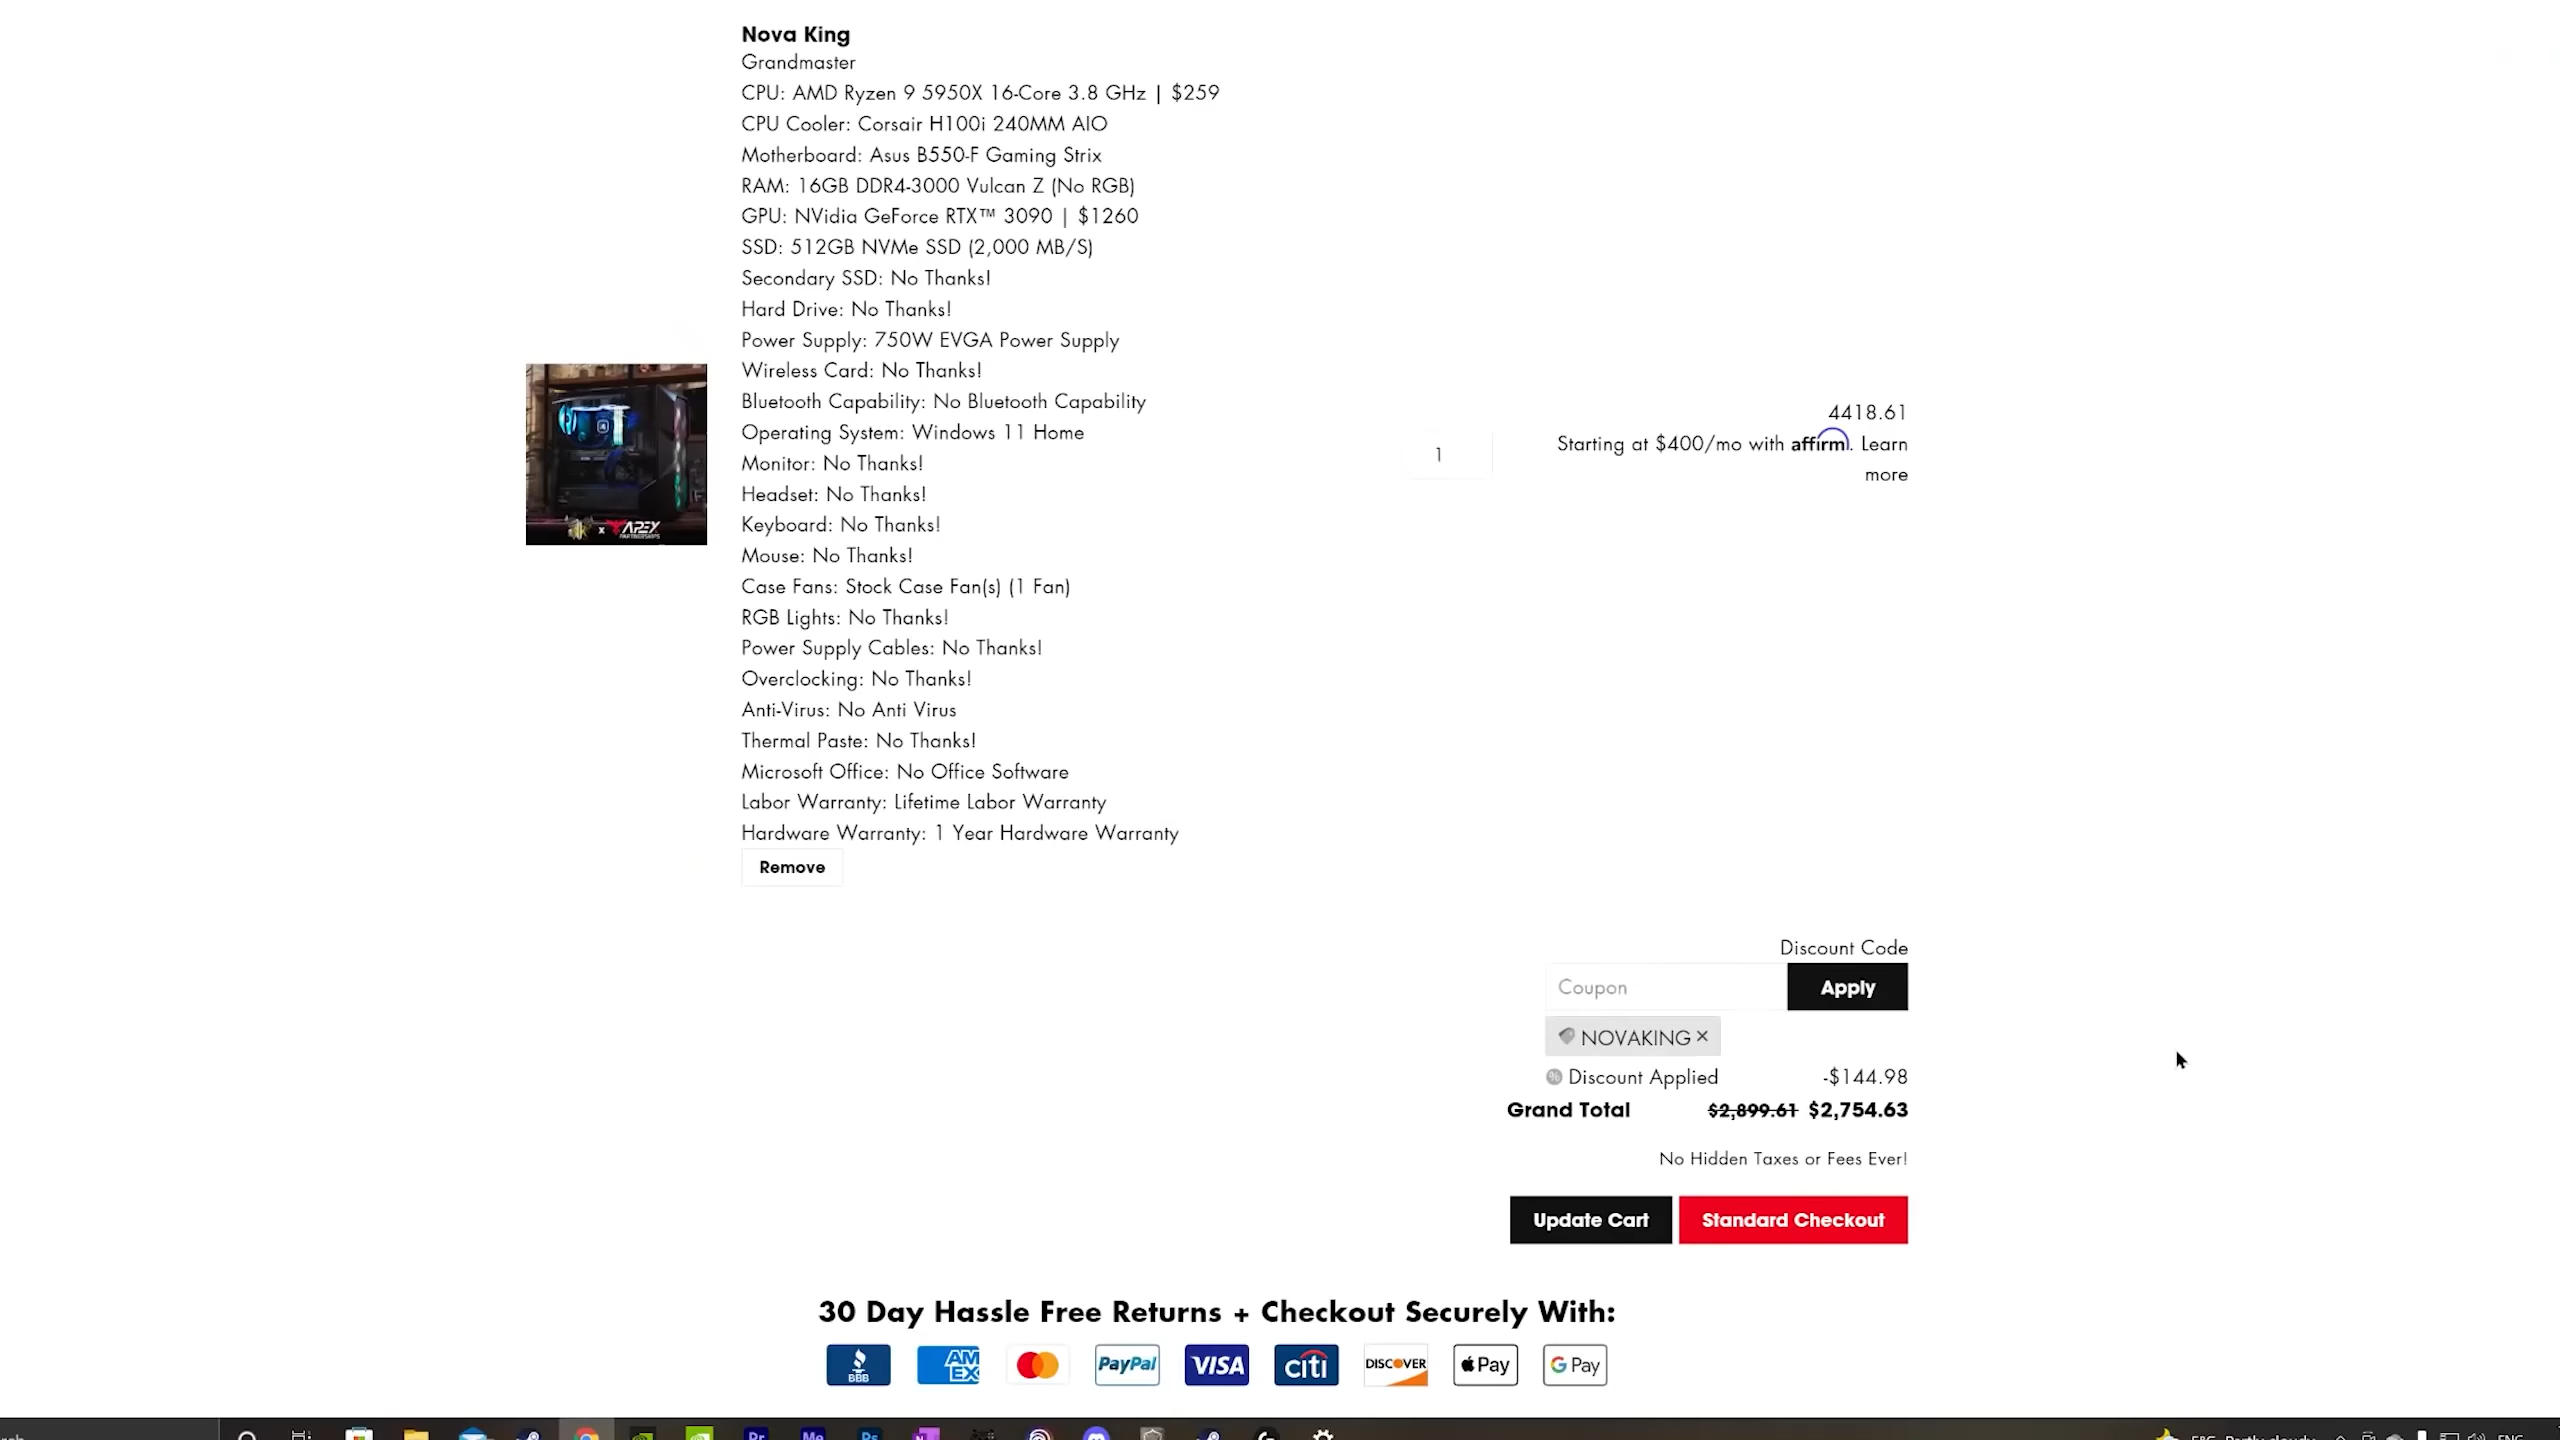 Nova King
Grandmaster
CPU: AMD Ryzen 9 5950X 16-Core 3.8 GHz | $259
CPU Cooler: Corsair H100i 240MM AIO
Motherboard: Asus B550-F Gaming Strix
RAM: 16GB DDR4-3000 Vulcan Z (No RGB)
GPU: NVidia GeForce RTX™ 3090 | $1260
SSD: 512GB NVMe SSD (2,000 MB/S)
Secondary SSD: No Thanks!
Hard Drive: No Thanks!
Power Supply: 750W EVGA Power Supply
Wireless Card: No Thanks!
Bluetooth Capability: No Bluetooth Capability
Operating System: Windows 11 Home
Monitor: No Thanks!
Headset: No Thanks!
Keyboard: No Thanks!
Mouse: No Thanks!
Case Fans: Stock Case Fan(s) (1 Fan)
RGB Lights: No Thanks!
Power Supply Cables: No Thanks!
Overclocking: No Thanks!
Anti-Virus: No Anti Virus
Thermal Paste: No Thanks!
Microsoft Office: No Office Software
Labor Warranty: Lifetime Labor Warranty
Hardware Warranty: 1 Year Hardware Warranty
Remove
x APEX
PARTNERSHIPS
1
4418.61
Starting at $400/mo with affirm. Learn
more
Discount Code
Coupon Apply
NOVAKING ×
Discount Applied -$144.98
Grand Total $2,899.61 $2,754.63
No Hidden Taxes or Fees Ever!
Update Cart Standard Checkout
30 Day Hassle Free Returns + Checkout Securely With:
BBB AM EX PayPal VISA citi DISCOVER Pay G Pay
Pr Me Ps N 5°C Partly cloudy ENG